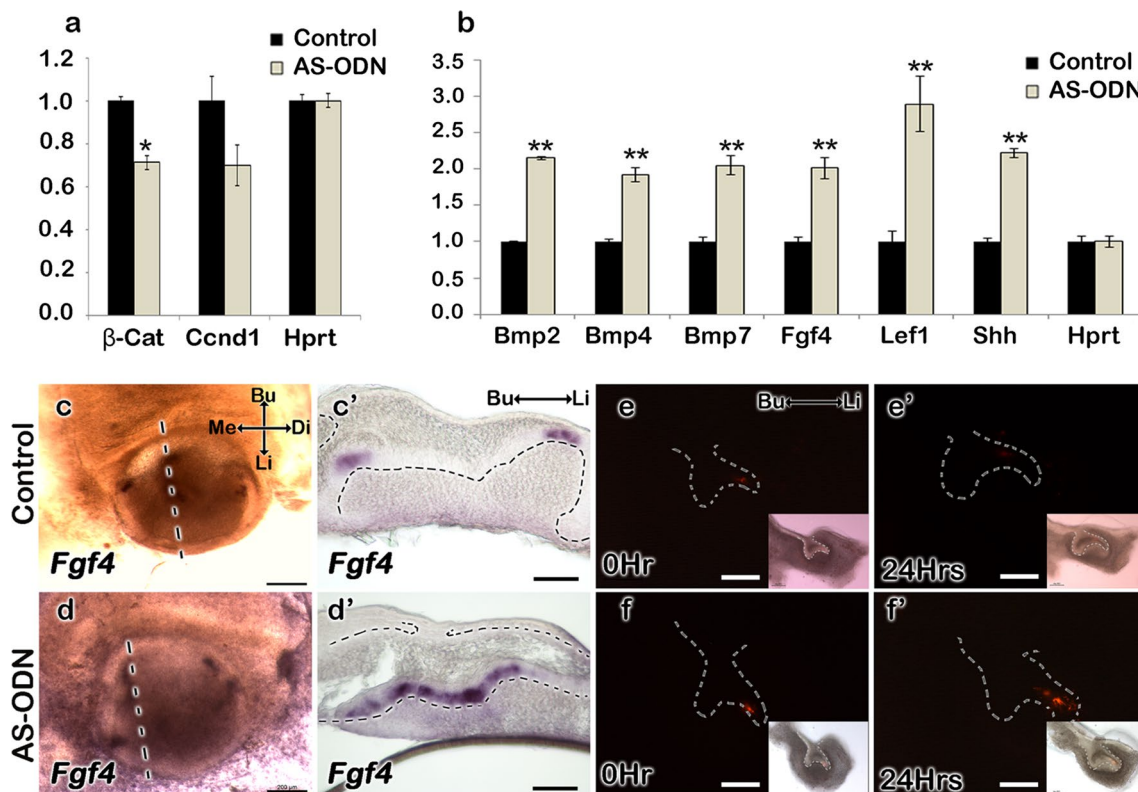 a
Control
AS-ODN
1.2
1.0
0.8
0.6
0.4
0.2
0.0
*
β-Cat Ccnd1 Hprt
b
Control
AS-ODN
3.5
3.0
2.5
2.0
1.5
1.0
0.5
0.0
** ** ** ** ** **
Bmp2 Bmp4 Bmp7 Fgf4 Lef1 Shh Hprt
Control
c
Bu
Me Di
Li
Fgf4
c'
Bu Li
Fgf4
e
Bu Li
0Hr
e'
24Hrs
AS-ODN
d
Fgf4
200 μm
d'
Fgf4
f
0Hr
f'
24Hrs